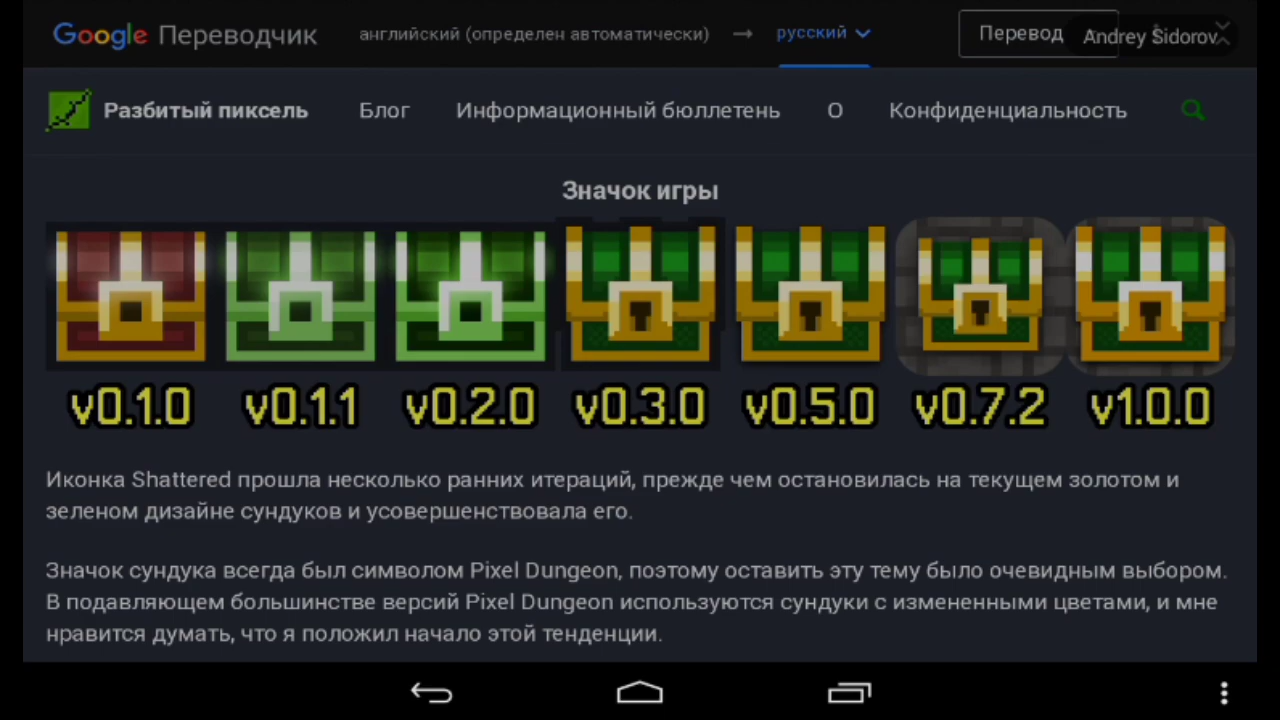 Google Переводчик английский (определен автоматически) → русский Перевод Andrey Sidorov
Разбитый пиксель Блог Информационный бюллетень О Конфиденциальность
Значок игры
v0.1.0 v0.1.1 v0.2.0 v0.3.0 v0.5.0 v0.7.2 v1.0.0
Иконка Shattered прошла несколько ранних итераций, прежде чем остановилась на текущем золотом и
зеленом дизайне сундуков и усовершенствовала его.
Значок сундука всегда был символом Pixel Dungeon, поэтому оставить эту тему было очевидным выбором.
В подавляющем большинстве версий Pixel Dungeon используются сундуки с измененными цветами, и мне
нравится думать, что я положил начало этой тенденции.